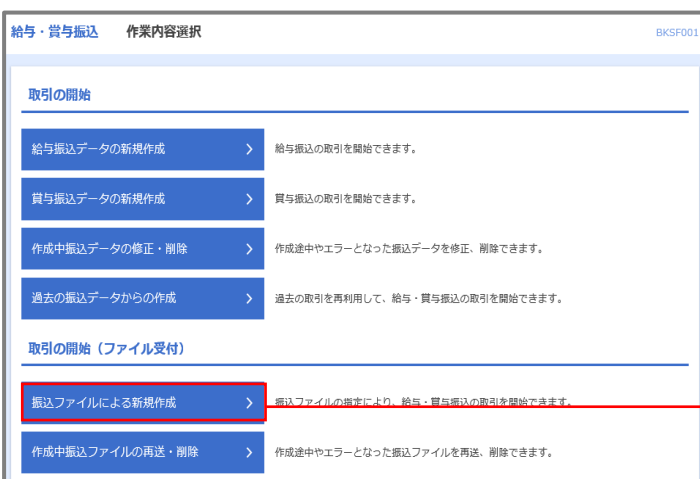 給与・賞与振込 作業内容選択 BKSF001
取引の開始
給与振込データの新規作成 給与振込の取引を開始できます。
賞与振込データの新規作成 賞与振込の取引を開始できます。
作成中振込データの修正・削除 作成途中やエラーとなった振込データを修正、削除できます。
過去の振込データからの作成 過去の取引を再利用して、給与・賞与振込の取引を開始できます。
取引の開始（ファイル受付）
振込ファイルによる新規作成 振込ファイルの指定により、給与・賞与振込の取引を開始できます。
作成中振込ファイルの再送・削除 作成途中やエラーとなった振込ファイルを再送、削除できます。